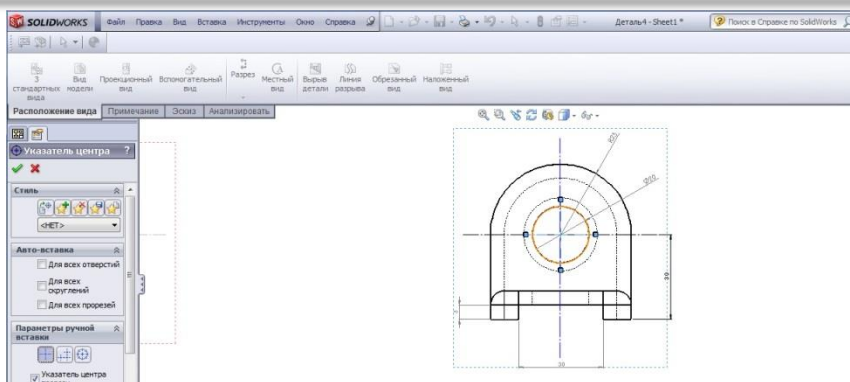 SOLIDWORKS Файл Правка Вид Вставка Инструменты Окно Справка Деталь4 - Sheet1 * Поиск в Справке по SolidWorks
3 стандартных вида
Вид модели
Проекционный вид
Вспомогательный вид
Разрез
Местный вид
Вырыв детали
Линия разрыва
Обрезанный вид
Наложенный вид
Расположение вида Примечание Эскиз Анализировать
Указатель центра ?
Стиль
<НЕТ>
Авто-вставка
Для всех отверстий
Для всех скруглений
Для всех прорезей
Параметры ручной вставки
Указатель центра
30